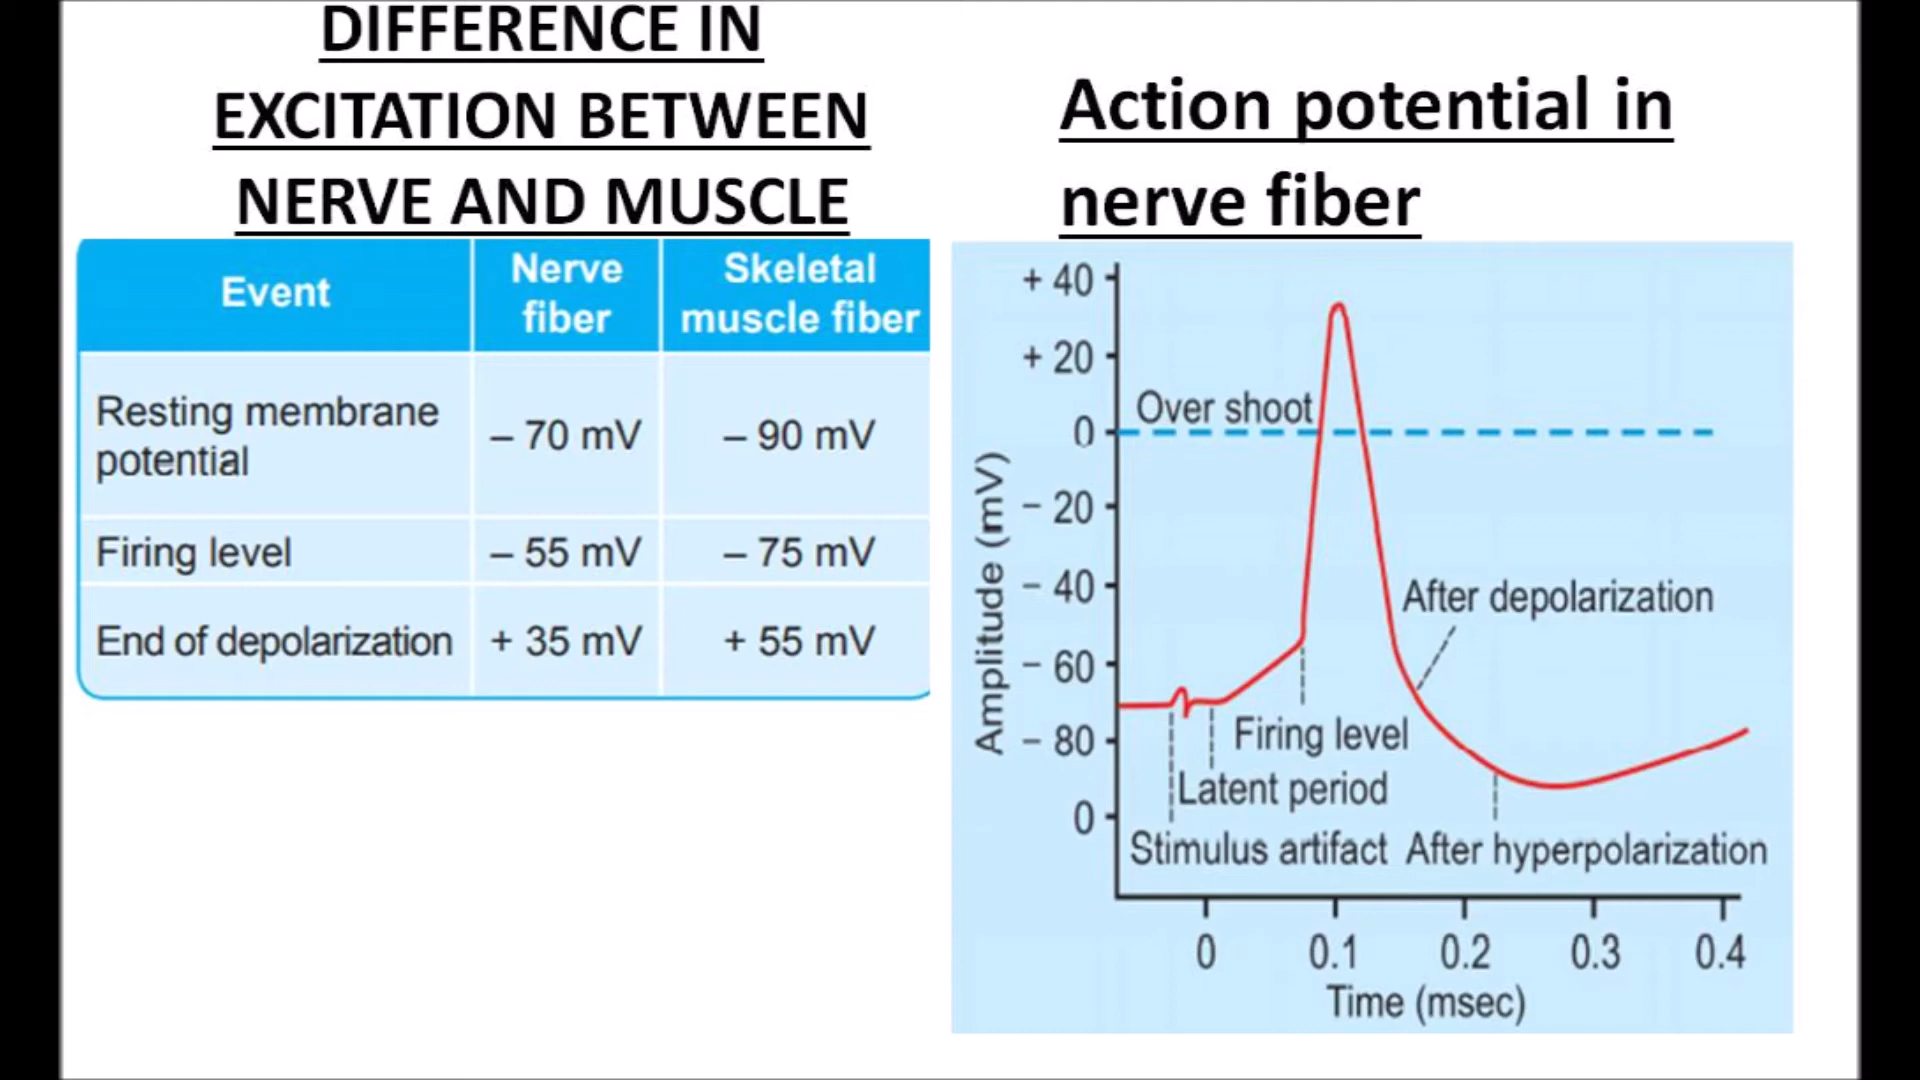 DIFFERENCE IN
EXCITATION BETWEEN
NERVE AND MUSCLE
Event
Nerve
fiber
Skeletal
muscle fiber
Resting membrane
potential
– 70 mV
– 90 mV
Firing level
– 55 mV
– 75 mV
End of depolarization
+ 35 mV
+ 55 mV
Action potential in
nerve fiber
+ 40
+ 20
Over shoot
0
– 20
– 40
After depolarization
– 60
Firing level
– 80
Latent period
0
Stimulus artifact
After hyperpolarization
Amplitude (mV)
0
0.1
0.2
0.3
0.4
Time (msec)